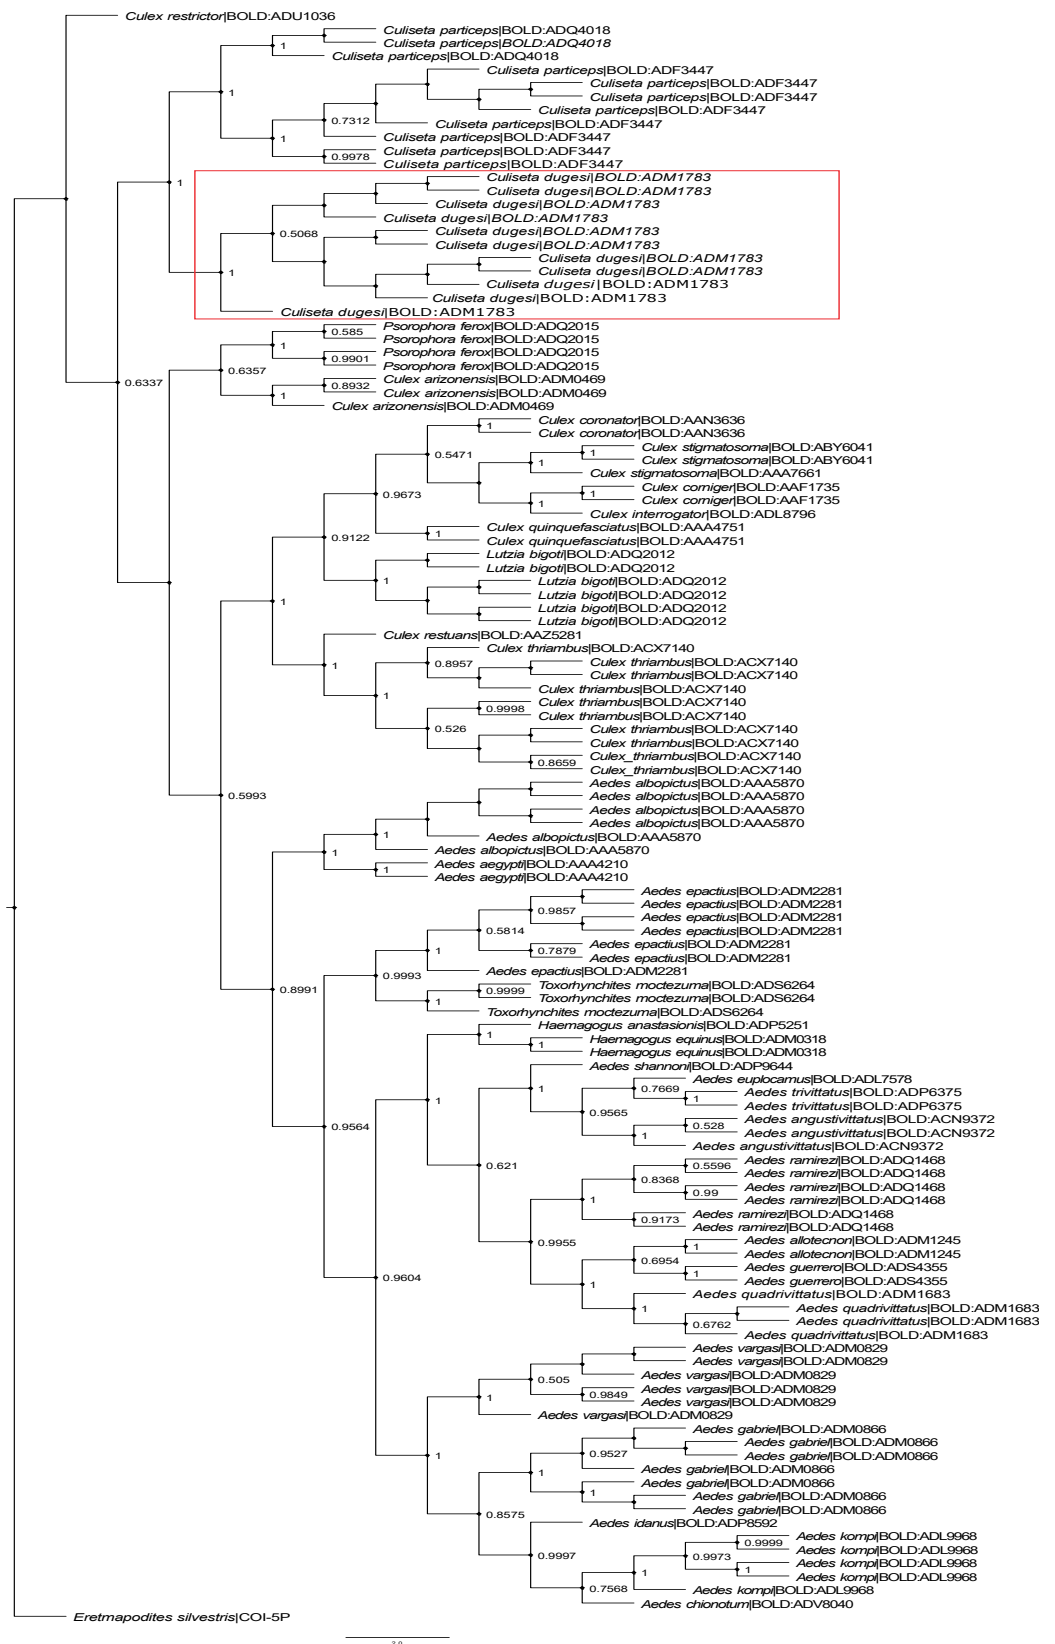 Culex restrictor|BOLD:ADU1036
Culiseta particeps|BOLD:ADQ4018
Culiseta particeps|BOLD:ADQ4018
1
Culiseta particeps|BOLD:ADQ4018
Culiseta particeps|BOLD:ADF3447
Culiseta particeps|BOLD:ADF3447
1
Culiseta particeps|BOLD:ADF3447
Culiseta particeps|BOLD:ADF3447
0.7312
Culiseta particeps|BOLD:ADF3447
1
Culiseta particeps|BOLD:ADF3447
Culiseta particeps|BOLD:ADF3447
0.9978
Culiseta particeps|BOLD:ADF3447
Culiseta dugesi|BOLD:ADM1783
1
Culiseta dugesi|BOLD:ADM1783
Culiseta dugesi|BOLD:ADM1783
Culiseta dugesi|BOLD:ADM1783
Culiseta dugesi|BOLD:ADM1783
0.5068
Culiseta dugesi|BOLD:ADM1783
Culiseta dugesi|BOLD:ADM1783
Culiseta dugesi|BOLD:ADM1783
1
Culiseta dugesi|BOLD:ADM1783
Culiseta dugesi|BOLD:ADM1783
Culiseta dugesi|BOLD:ADM1783
Psorophora ferox|BOLD:ADQ2015
0.585
Psorophora ferox|BOLD:ADQ2015
1
Psorophora ferox|BOLD:ADQ2015
0.9901
Psorophora ferox|BOLD:ADQ2015
0.6357
Culex arizonensis|BOLD:ADM0469
0.6337
0.8932
Culex arizonensis|BOLD:ADM0469
1
Culex arizonensis|BOLD:ADM0469
Culex coronator|BOLD:AAN3636
1
Culex coronator|BOLD:AAN3636
Culex stigmatosoma|BOLD:ABY6041
0.5471
1
Culex stigmatosoma|BOLD:ABY6041
1
Culex stigmatosoma|BOLD:AAA7661
0.9673
Culex corniger|BOLD:AAF1735
1
Culex corniger|BOLD:AAF1735
1
Culex interrogator|BOLD:ADL8796
Culex quinquefasciatus|BOLD:AAA4751
1
0.9122
Culex quinquefasciatus|BOLD:AAA4751
Lutzia bigoti|BOLD:ADQ2012
Lutzia bigoti|BOLD:ADQ2012
1
Lutzia bigoti|BOLD:ADQ2012
Lutzia bigoti|BOLD:ADQ2012
1
Lutzia bigoti|BOLD:ADQ2012
Lutzia bigoti|BOLD:ADQ2012
Culex restuans|BOLD:AAZ5281
Culex thriambus|BOLD:ACX7140
0.8957
Culex thriambus|BOLD:ACX7140
1
Culex thriambus|BOLD:ACX7140
Culex thriambus|BOLD:ACX7140
1
Culex thriambus|BOLD:ACX7140
0.9998
Culex thriambus|BOLD:ACX7140
0.526
Culex thriambus|BOLD:ACX7140
Culex thriambus|BOLD:ACX7140
Culex_thriambus|BOLD:ACX7140
0.8659
Culex_thriambus|BOLD:ACX7140
Aedes albopictus|BOLD:AAA5870
0.5993
Aedes albopictus|BOLD:AAA5870
Aedes albopictus|BOLD:AAA5870
Aedes albopictus|BOLD:AAA5870
1
Aedes albopictus|BOLD:AAA5870
1
Aedes albopictus|BOLD:AAA5870
Aedes aegypti|BOLD:AAA4210
1
Aedes aegypti|BOLD:AAA4210
Aedes epactius|BOLD:ADM2281
Aedes epactius|BOLD:ADM2281
0.9857
Aedes epactius|BOLD:ADM2281
0.5814
Aedes epactius|BOLD:ADM2281
Aedes epactius|BOLD:ADM2281
1
0.7879
Aedes epactius|BOLD:ADM2281
Aedes epactius|BOLD:ADM2281
0.9993
Toxorhynchites moctezuma|BOLD:ADS6264
0.8991
0.9999
Toxorhynchites moctezuma|BOLD:ADS6264
1
Toxorhynchites moctezuma|BOLD:ADS6264
Haemagogus anastasionis|BOLD:ADP5251
1
Haemagogus equinus|BOLD:ADM0318
1
Haemagogus equinus|BOLD:ADM0318
Aedes shannoni|BOLD:ADP9644
Aedes euplocamus|BOLD:ADL7578
1
0.7669
Aedes trivittatus|BOLD:ADP6375
1
1
Aedes trivittatus|BOLD:ADP6375
0.9565
Aedes angustivittatus|BOLD:ACN9372
0.9564
0.528
Aedes angustivittatus|BOLD:ACN9372
1
Aedes angustivittatus|BOLD:ACN9372
0.621
Aedes ramirezi|BOLD:ADQ1468
0.5596
Aedes ramirezi|BOLD:ADQ1468
0.8368
Aedes ramirezi|BOLD:ADQ1468
0.99
1
Aedes ramirezi|BOLD:ADQ1468
Aedes ramirezi|BOLD:ADQ1468
0.9173
Aedes ramirezi|BOLD:ADQ1468
0.9955
Aedes allotecnon|BOLD:ADM1245
1
Aedes allotecnon|BOLD:ADM1245
0.6954
Aedes guerrero|BOLD:ADS4355
0.9604
1
Aedes guerrero|BOLD:ADS4355
1
Aedes quadrivittatus|BOLD:ADM1683
1
Aedes quadrivittatus|BOLD:ADM1683
0.6762
Aedes quadrivittatus|BOLD:ADM1683
Aedes quadrivittatus|BOLD:ADM1683
Aedes vargasi|BOLD:ADM0829
Aedes vargasi|BOLD:ADM0829
0.505
Aedes vargasi|BOLD:ADM0829
Aedes vargasi|BOLD:ADM0829
1
0.9849
Aedes vargasi|BOLD:ADM0829
Aedes vargasi|BOLD:ADM0829
Aedes gabriel|BOLD:ADM0866
Aedes gabriel|BOLD:ADM0866
0.9527
Aedes gabriel|BOLD:ADM0866
1
Aedes gabriel|BOLD:ADM0866
Aedes gabriel|BOLD:ADM0866
1
Aedes gabriel|BOLD:ADM0866
0.8575
Aedes gabriel|BOLD:ADM0866
Aedes idanus|BOLD:ADP8592
Aedes kompi|BOLD:ADL9968
0.9999
Aedes kompi|BOLD:ADL9968
0.9997
0.9973
Aedes kompi|BOLD:ADL9968
1
1
Aedes kompi|BOLD:ADL9968
0.7568
Aedes kompi|BOLD:ADL9968
Aedes chionotum|BOLD:ADV8040
Eretmapodites silvestris|COI-5P
2.0